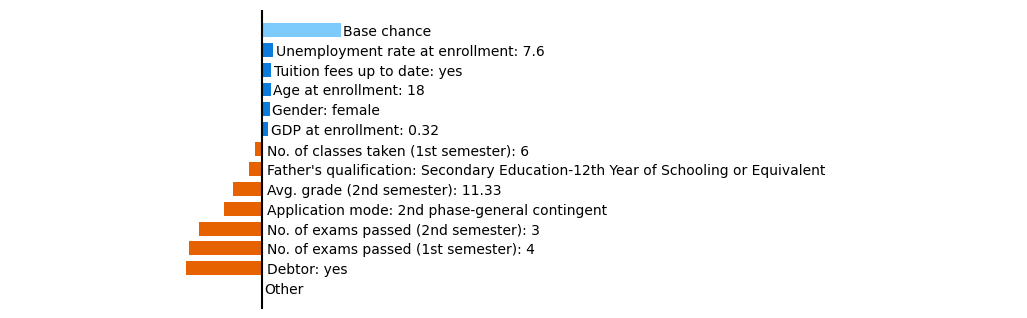 Base chance
Unemployment rate at enrollment: 7.6
Tuition fees up to date: yes
Age at enrollment: 18
Gender: female
GDP at enrollment: 0.32
No. of classes taken (1st semester): 6
Father's qualification: Secondary Education-12th Year of Schooling or Equivalent
Avg. grade (2nd semester): 11.33
Application mode: 2nd phase-general contingent
No. of exams passed (2nd semester): 3
No. of exams passed (1st semester): 4
Debtor: yes
Other